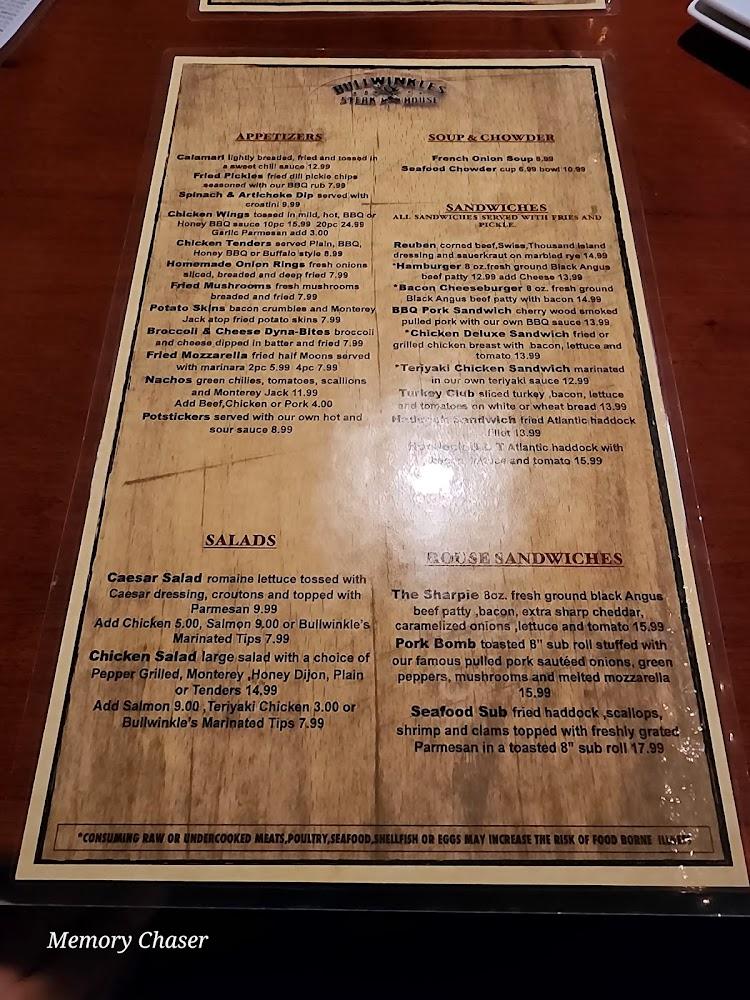 BULLWINKLES
STEAK HOUSE
APPETIZERS
Calamari lightly breaded, fried and tossed in
a sweet chili sauce 12.99
Fried Pickles fried dill pickle chips
seasoned with our BBQ rub 7.99
Spinach & Artichoke Dip served with
crostini 9.99
Chicken Wings tossed in mild, hot, BBQ or
Honey BBQ sauce 10pc 15.99 20pc 24.99
Garlic Parmesan add 3.00
Chicken Tenders served Plain, BBQ,
Honey BBQ or Buffalo style 8.99
Homemade Onion Rings fresh onions
sliced, breaded and deep fried 7.99
Fried Mushrooms fresh mushrooms
breaded and fried 7.99
Potato Skins bacon crumbles and Monterey
Jack atop fried potato skins 7.99
Broccoli & Cheese Dyna-Bites broccoli
and cheese dipped in batter and fried 7.99
Fried Mozzarella fried half Moons served
with marinara 2pc 5.99 4pc 7.99
Nachos green chilies, tomatoes, scallions
and Monterey Jack 11.99
Add Beef,Chicken or Pork 4.00
Potstickers served with our own hot and
sour sauce 8.99
SALADS
Caesar Salad romaine lettuce tossed with
Caesar dressing, croutons and topped with
Parmesan 9.99
Add Chicken 5.00, Salmon 9.00 or Bullwinkle's
Marinated Tips 7.99
Chicken Salad large salad with a choice of
Pepper Grilled, Monterey ,Honey Dijon, Plain
or Tenders 14.99
Add Salmon 9.00 ,Teriyaki Chicken 3.00 or
Bullwinkle's Marinated Tips 7.99
SOUP & CHOWDER
French Onion Soup 8.99
Seafood Chowder cup 6.99 bowl 10.99
SANDWICHES
ALL SANDWICHES SERVED WITH FRIES AND
PICKLE.
Reuben corned beef,Swiss,Thousand Island
dressing and sauerkraut on marbled rye 14.99
*Hamburger 8 oz.fresh ground Black Angus
beef patty 12.99 add Cheese 13.99
*Bacon Cheeseburger 8 oz. fresh ground
Black Angus beef patty with bacon 14.99
BBQ Pork Sandwich cherry wood smoked
pulled pork with our own BBQ sauce 13.99
*Chicken Deluxe Sandwich fried or
grilled chicken breast with bacon, lettuce and
tomato 13.99
*Teriyaki Chicken Sandwich marinated
in our own teriyaki sauce 12.99
Turkey Club sliced turkey ,bacon, lettuce
and tomatoes on white or wheat bread 13.99
Haddock Sandwich fried Atlantic haddock
fillet 13.99
Haddock B L T Atlantic haddock with
bacon, lettuce and tomato 15.99
HOUSE SANDWICHES
The Sharpie 8oz. fresh ground black Angus
beef patty ,bacon, extra sharp cheddar,
caramelized onions ,lettuce and tomato 15.99
Pork Bomb toasted 8" sub roll stuffed with
our famous pulled pork sautéed onions, green
peppers, mushrooms and melted mozzarella
15.99
Seafood Sub fried haddock ,scallops,
shrimp and clams topped with freshly grated
Parmesan in a toasted 8" sub roll 17.99
*CONSUMING RAW OR UNDERCOOKED MEATS,POULTRY,SEAFOOD,SHELLFISH OR EGGS MAY INCREASE THE RISK OF FOOD BORNE
Memory Chaser